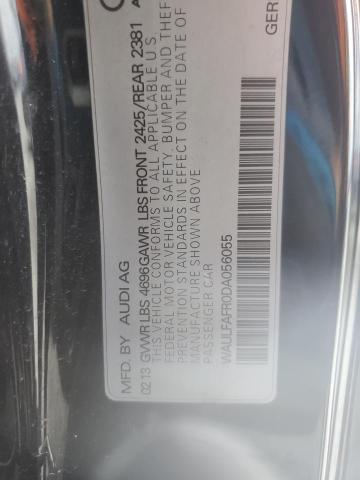 MFD. BY AUDI AG
02 13 GVWR LBS 4696 GAWR LBS FRONT 2425/REAR 2381
THIS VEHICLE CONFORMS TO ALL APPLICABLE U.S.
FEDERAL MOTOR VEHICLE SAFETY, BUMPER AND THEF
PREVENTION STANDARDS IN EFFECT ON THE DATE OF
MANUFACTURE SHOWN ABOVE
PASSENGER CAR
WAULFAFR0DA056055
GER